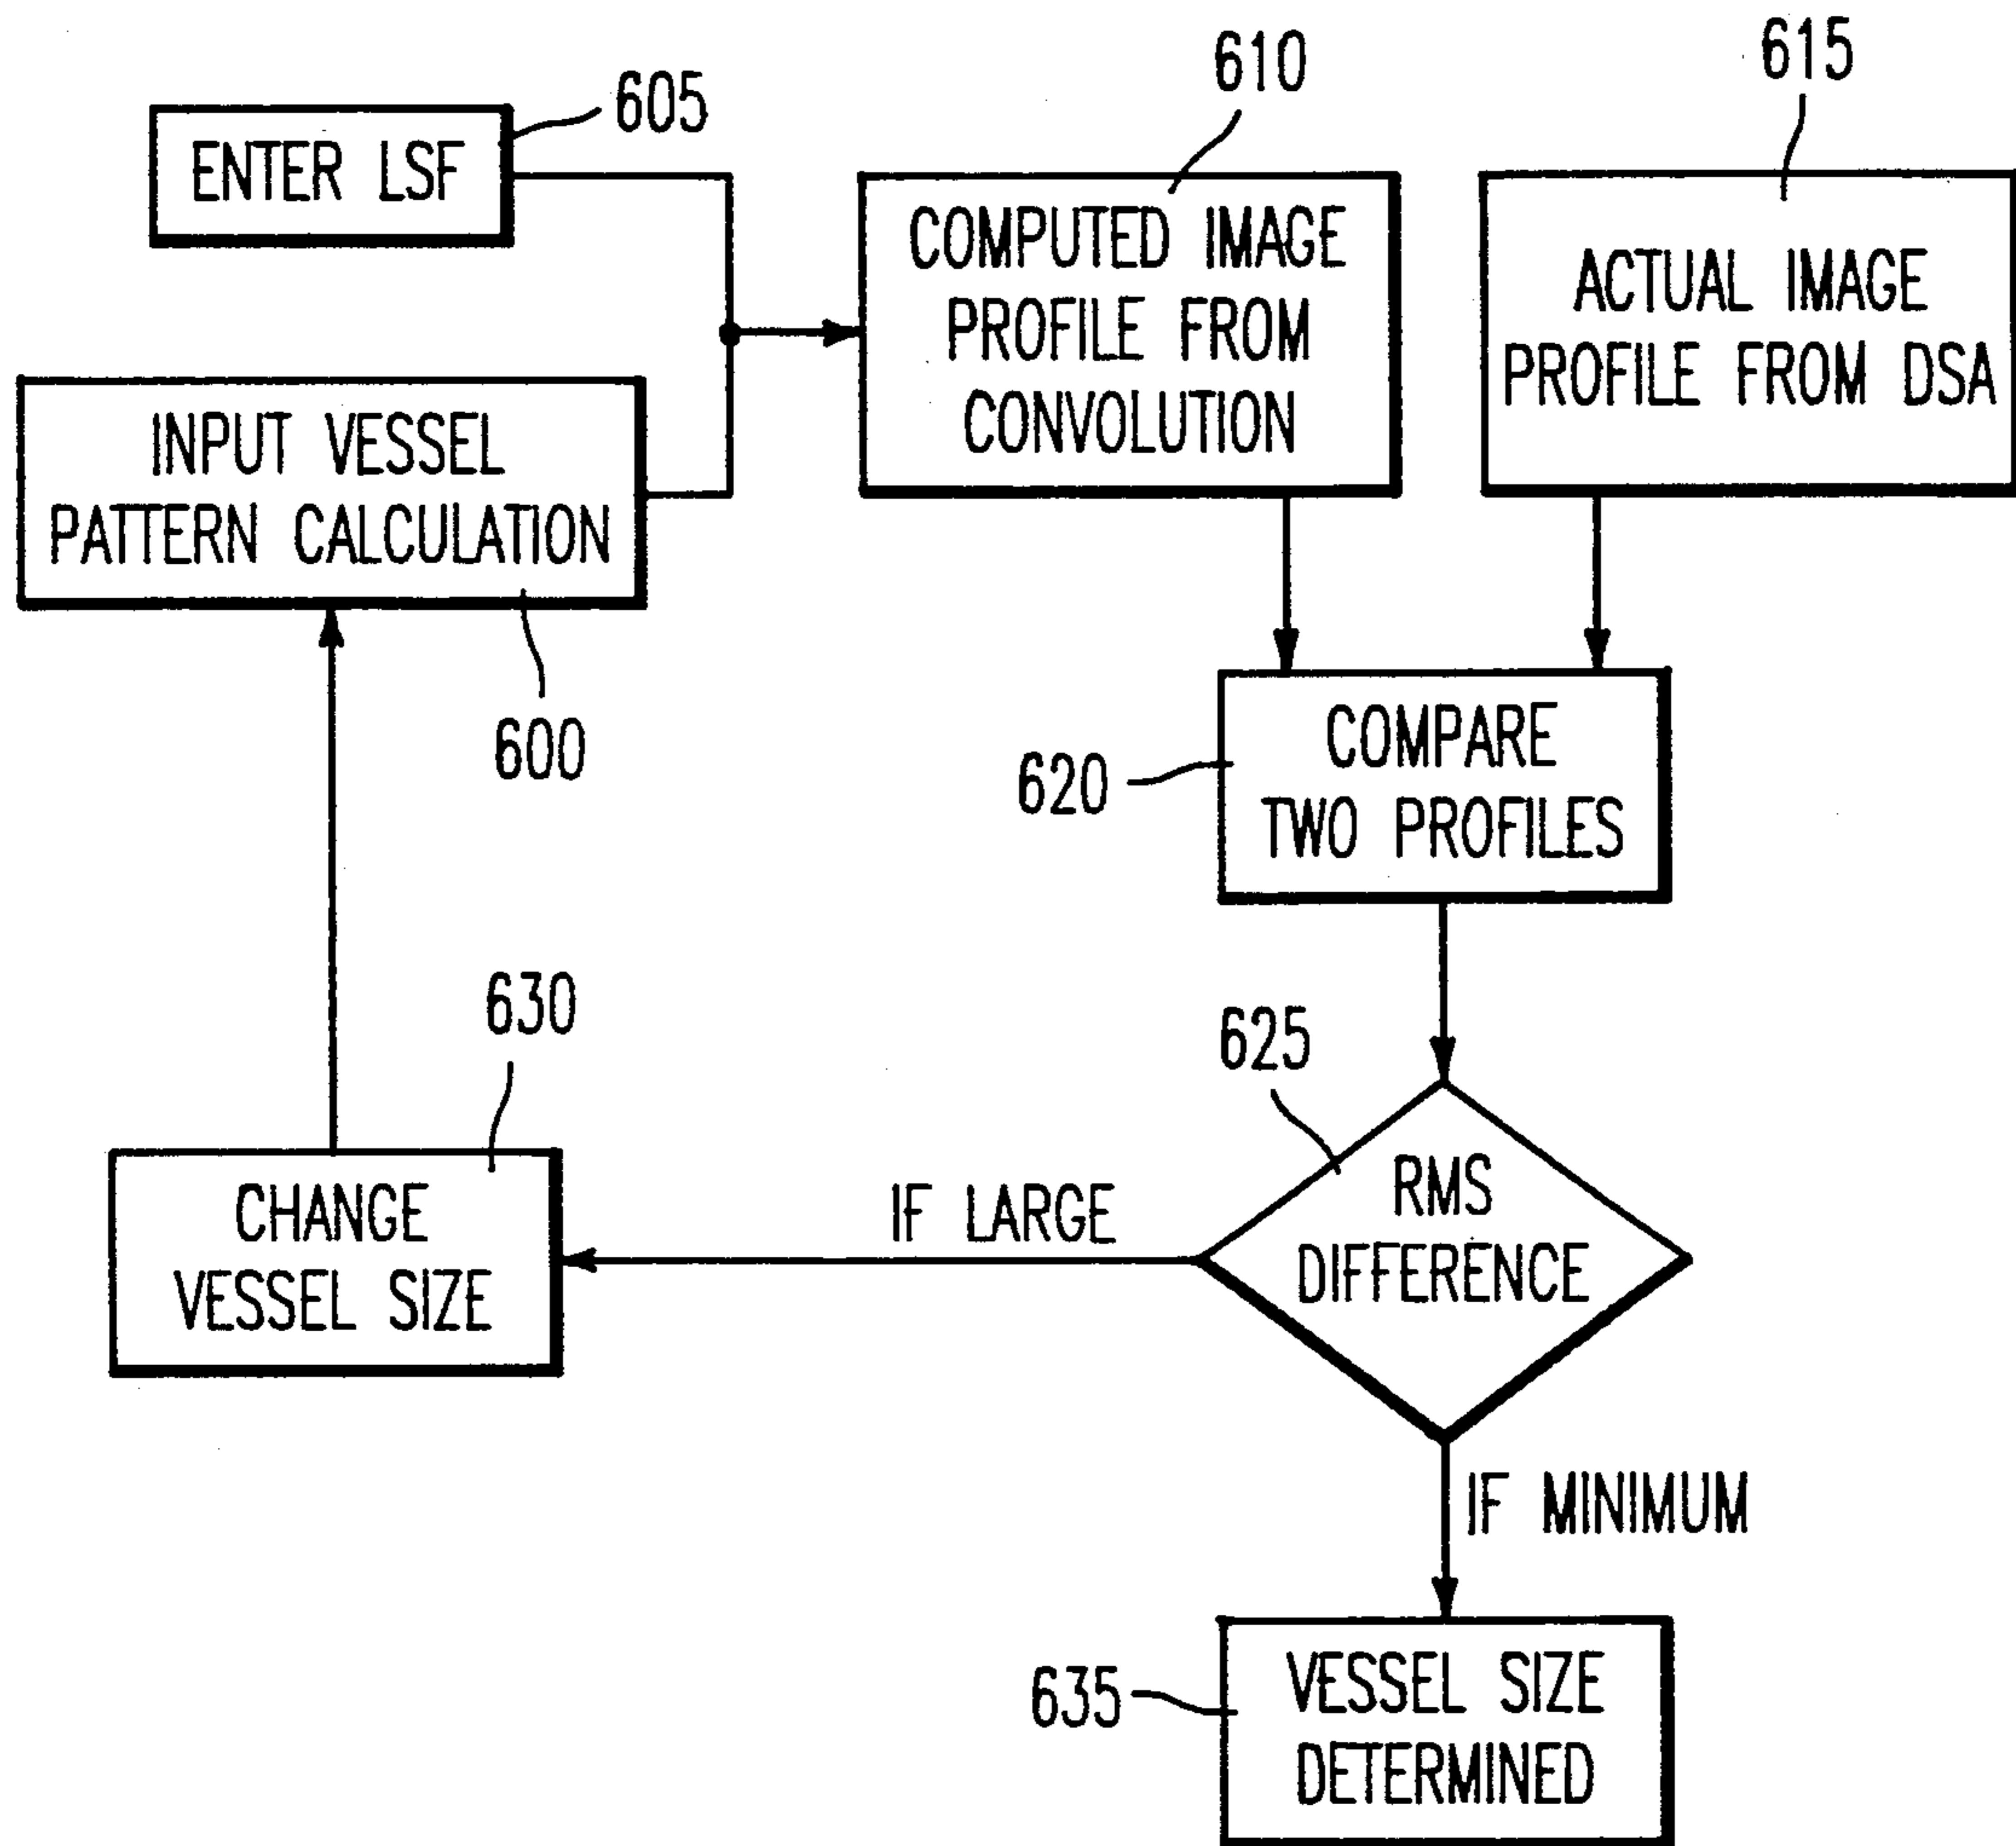 605
ENTER LSF
610
COMPUTED IMAGE
PROFILE FROM
CONVOLUTION
615
ACTUAL IMAGE
PROFILE FROM DSA
INPUT VESSEL
PATTERN CALCULATION
600
620
COMPARE
TWO PROFILES
630
CHANGE
VESSEL SIZE
IF LARGE
625
RMS
DIFFERENCE
IF MINIMUM
635
VESSEL SIZE
DETERMINED